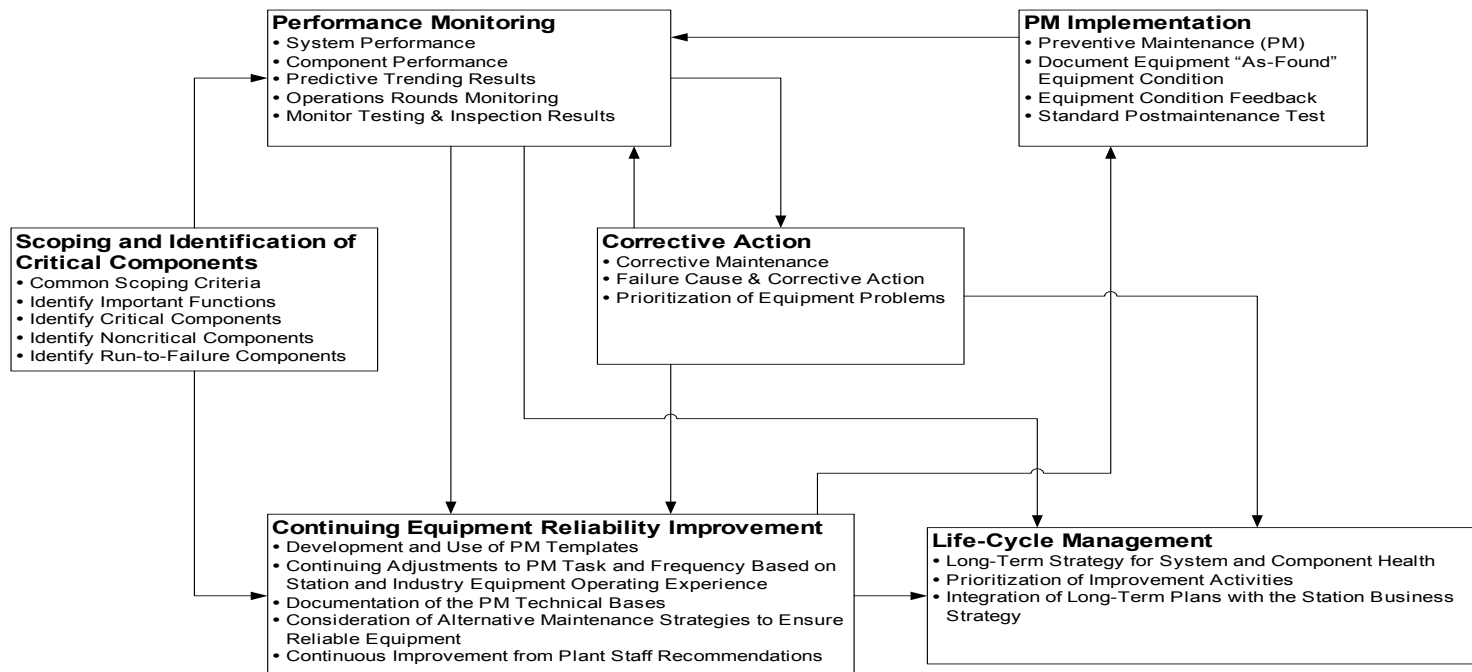 Performance Monitoring
• System Performance
• Component Performance
• Predictive Trending Results
• Operations Rounds Monitoring
• Monitor Testing & Inspection Results
PM Implementation
• Preventive Maintenance (PM)
• Document Equipment “As-Found”
Equipment Condition
• Equipment Condition Feedback
• Standard Postmaintenance Test
Scoping and Identification of
Critical Components
• Common Scoping Criteria
• Identify Important Functions
• Identify Critical Components
• Identify Noncritical Components
• Identify Run-to-Failure Components
Corrective Action
• Corrective Maintenance
• Failure Cause & Corrective Action
• Prioritization of Equipment Problems
Continuing Equipment Reliability Improvement
• Development and Use of PM Templates
• Continuing Adjustments to PM Task and Frequency Based on
Station and Industry Equipment Operating Experience
• Documentation of the PM Technical Bases
• Consideration of Alternative Maintenance Strategies to Ensure
Reliable Equipment
• Continuous Improvement from Plant Staff Recommendations
Life-Cycle Management
• Long-Term Strategy for System and Component Health
• Prioritization of Improvement Activities
• Integration of Long-Term Plans with the Station Business
Strategy